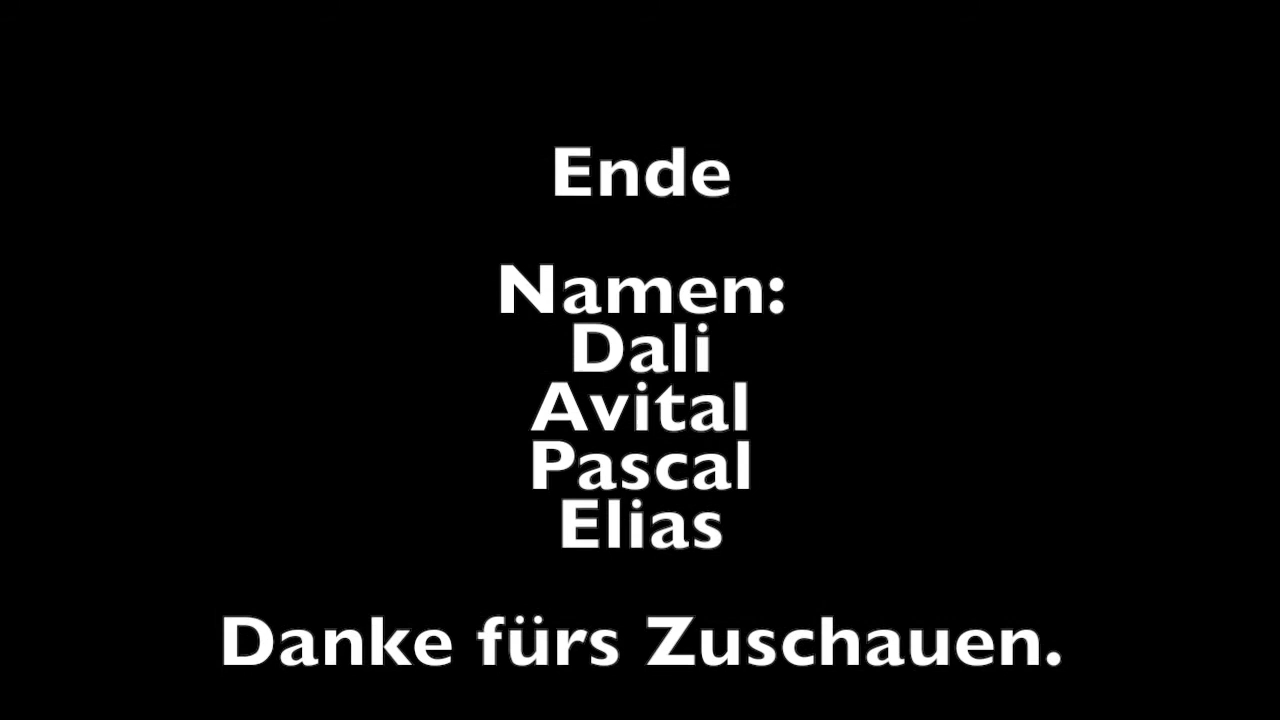 Ende
Namen:
Dali
Avital
Pascal
Elias
Danke fürs Zuschauen.